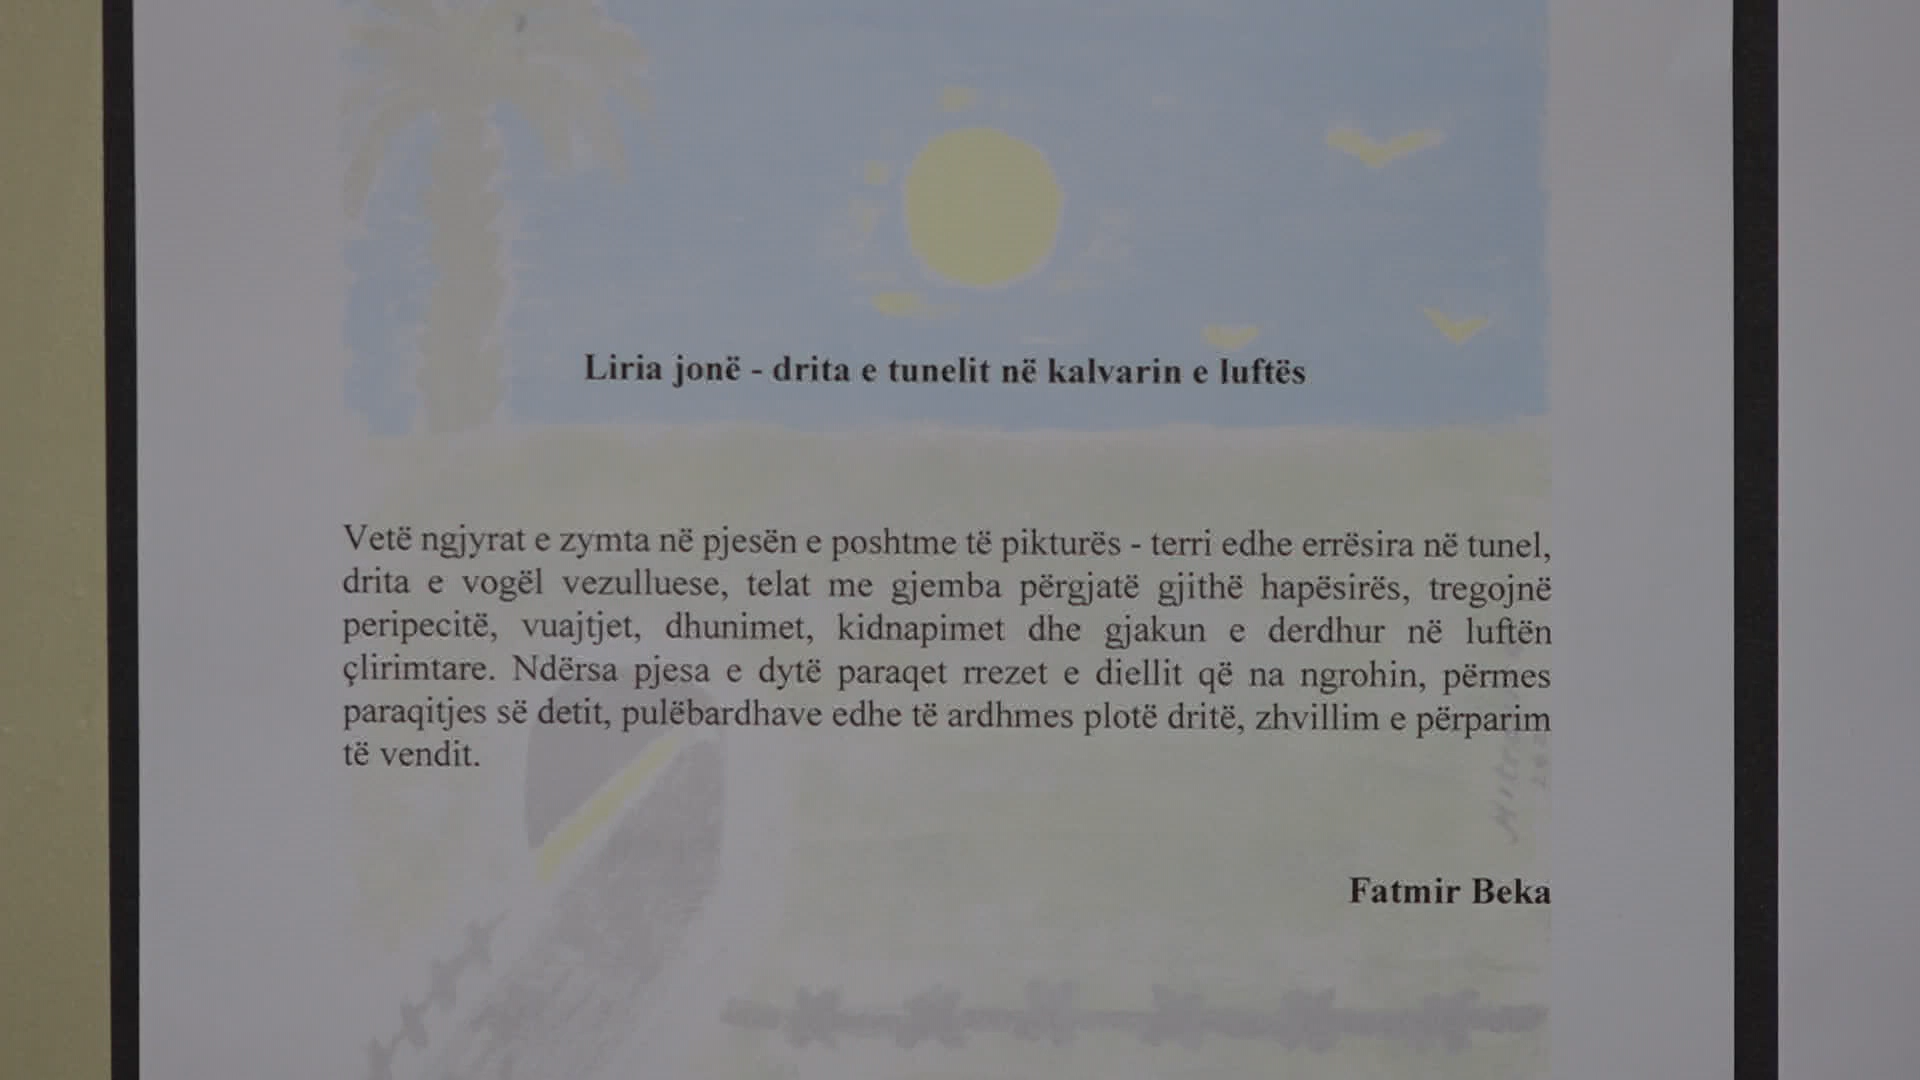 Liria jonë - drita e tunelit në kalvarin e luftës
Vetë ngjyrat e zymta në pjesën e poshtme të pikturës - terri edhe errësira në tunel,
drita e vogël vezulluese, telat me gjemba përgjatë gjithë hapësirës, tregojnë
peripecitë, vuajtjet, dhunimet, kidnapimet dhe gjakun e derdhur në luftën
çlirimtare. Ndërsa pjesa e dytë paraqet rrezet e diellit që na ngrohin, përmes
paraqitjes së detit, pulëbardhave edhe të ardhmes plotë dritë, zhvillim e përparim
të vendit.
Fatmir Beka